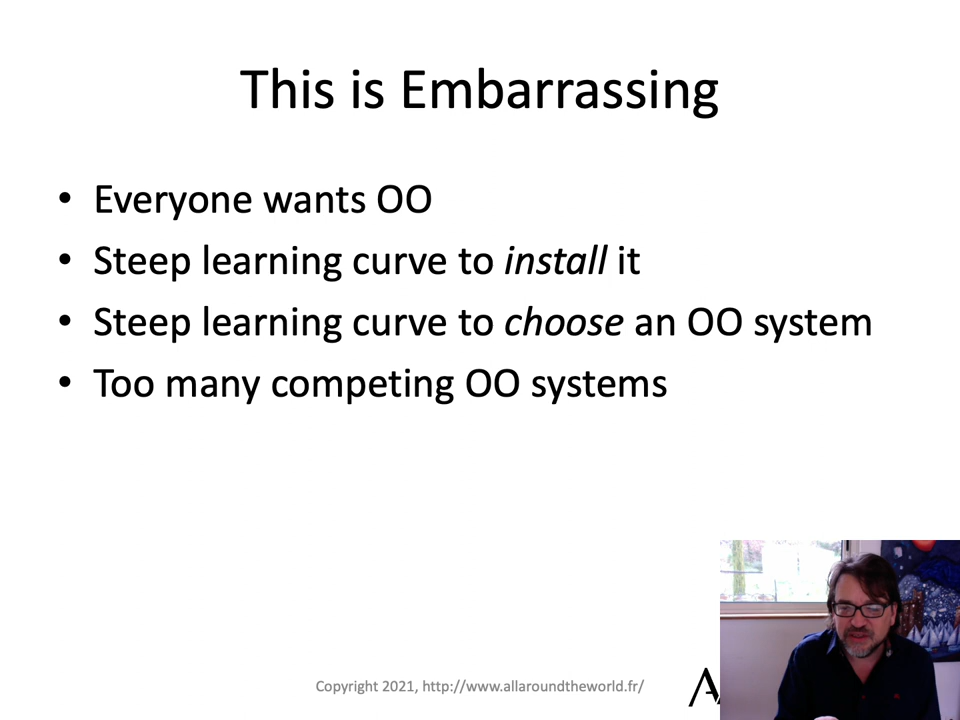 This is Embarrassing
• Everyone wants OO
• Steep learning curve to install it
• Steep learning curve to choose an OO system
• Too many competing OO systems
Copyright 2021, http://www.allaroundtheworld.fr/